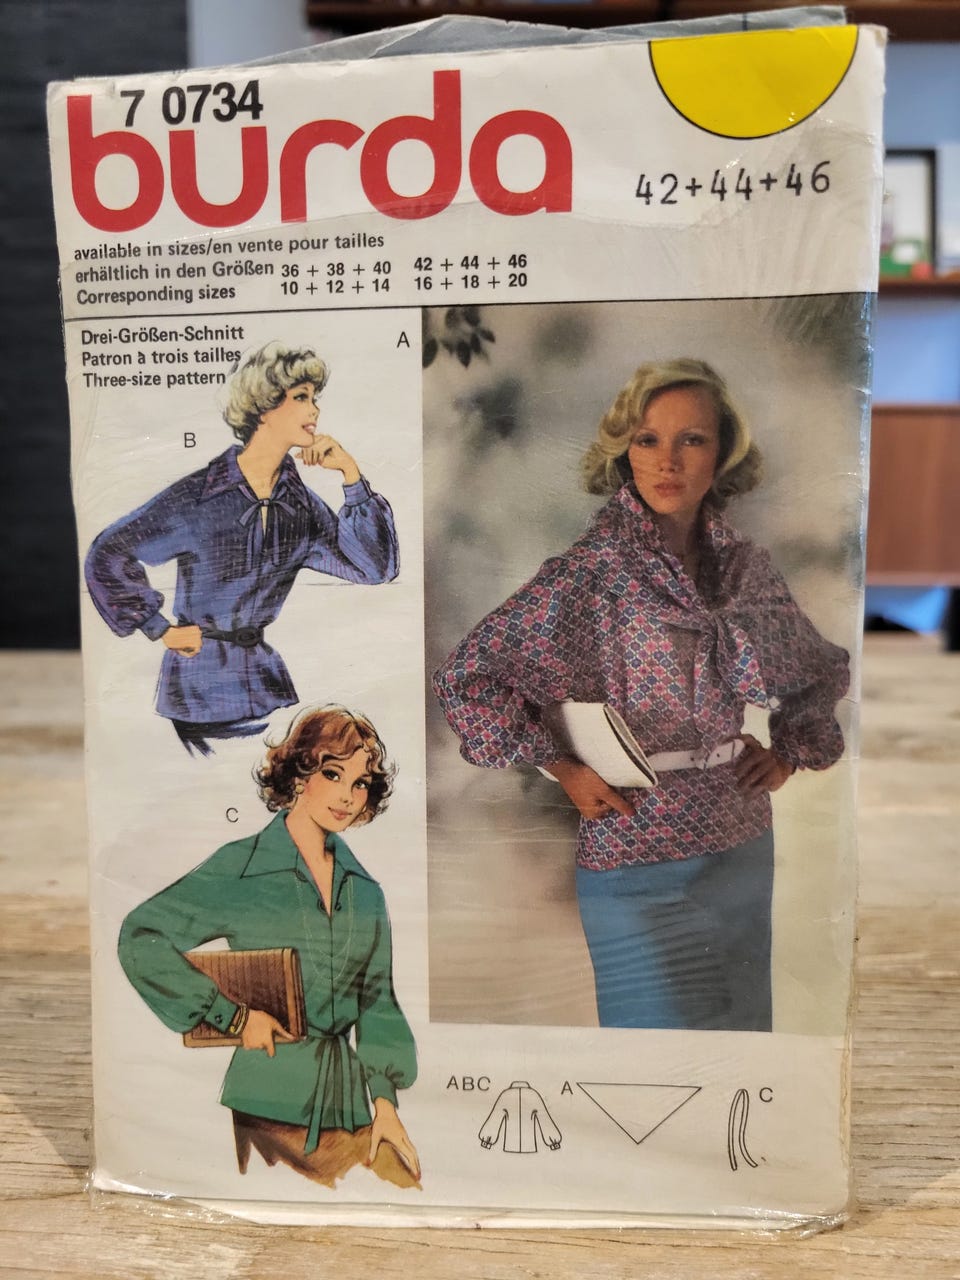 7 0734
burda
42+44+46
available in sizes/en vente pour tailles
erhältlich in den Größen 36 + 38 + 40 42 + 44 + 46
Corresponding sizes 10 + 12 + 14 16 + 18 + 20
Drei-Größen-Schnitt
Patron à trois tailles
Three-size pattern
A
B
C
ABC
A
C